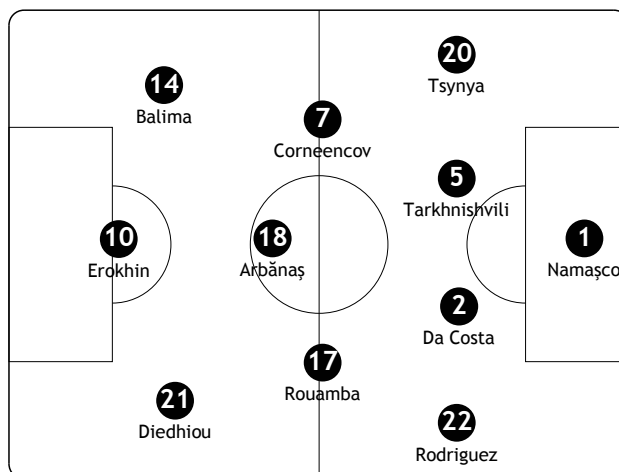 20
Tsynya
14
Balima
7
Corneencov
5
Tarkhnishvili
10
Erokhin
18
Arbănaş
1
Namaşco
2
Da Costa
17
Rouamba
21
Diedhiou
22
Rodriguez